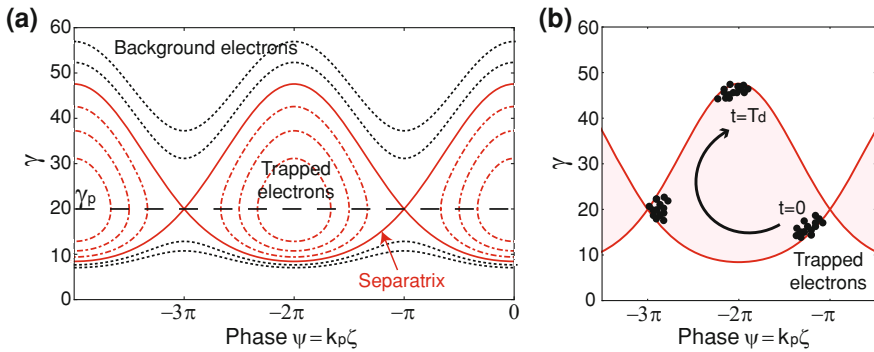 (a)
60
50
40
30
20
10
0
γ
Background electrons
γp
Trapped
electrons
Separatrix
−3π
−2π
−π
0
Phase ψ = kpζ
(b)
60
50
40
30
20
10
0
γ
t=Td
t=0
Trapped
electrons
−3π
−2π
−π
Phase ψ = kpζ